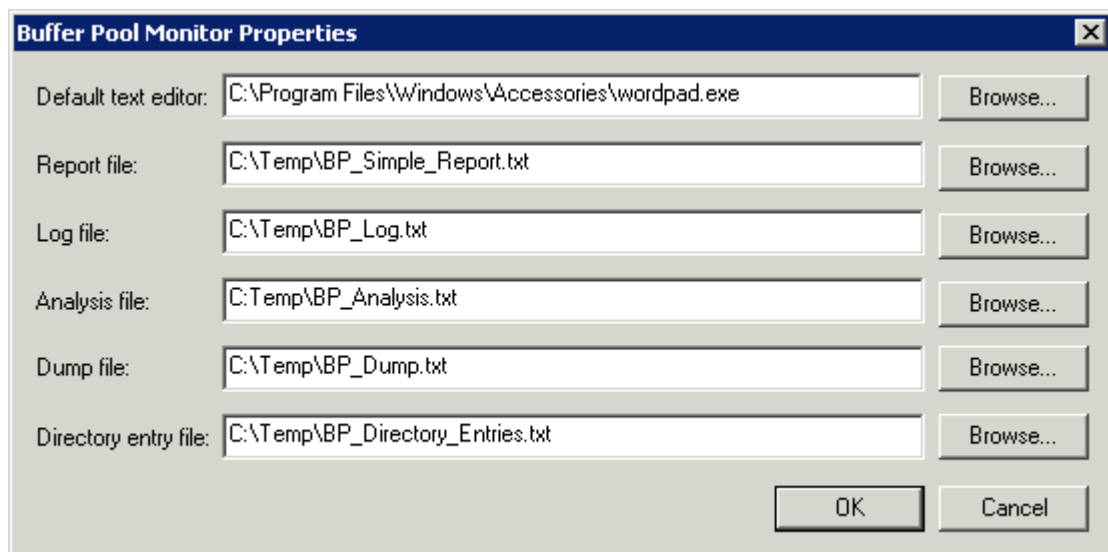 Buffer Pool Monitor Properties
Default text editor: C:\Program Files\Windows\Accessories\wordpad.exe Browse...
Report file: C:\Temp\BP_Simple_Report.txt Browse...
Log file: C:\Temp\BP_Log.txt Browse...
Analysis file: C:Temp\BP_Analysis.txt Browse...
Dump file: C:\Temp\BP_Dump.txt Browse...
Directory entry file: C:\Temp\BP_Directory_Entries.txt Browse...
OK Cancel